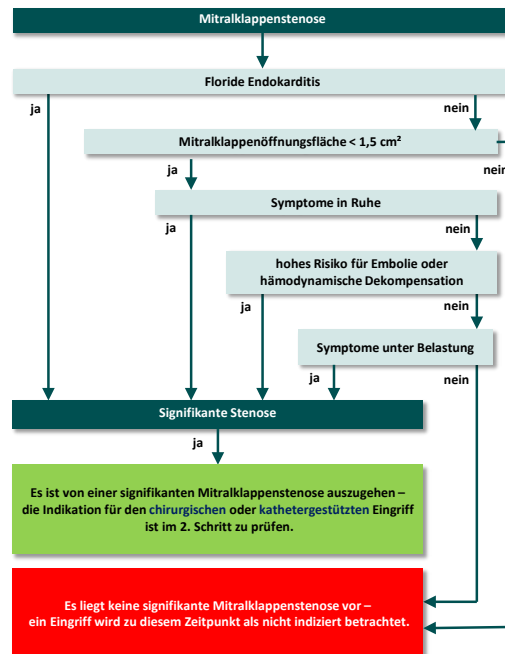 Mitralklappenstenose
Floride Endokarditis
ja
nein
Mitralklappenöffnungsfläche < 1,5 cm²
ja
nein
Symptome in Ruhe
ja
nein
hohes Risiko für Embolie oder
hämodynamische Dekompensation
ja
nein
Symptome unter Belastung
ja
nein
Signifikante Stenose
ja
Es ist von einer signifikanten Mitralklappenstenose auszugehen –
die Indikation für den chirurgischen oder kathetergestützten Eingriff
ist im 2. Schritt zu prüfen.
Es liegt keine signifikante Mitralklappenstenose vor –
ein Eingriff wird zu diesem Zeitpunkt als nicht indiziert betrachtet.